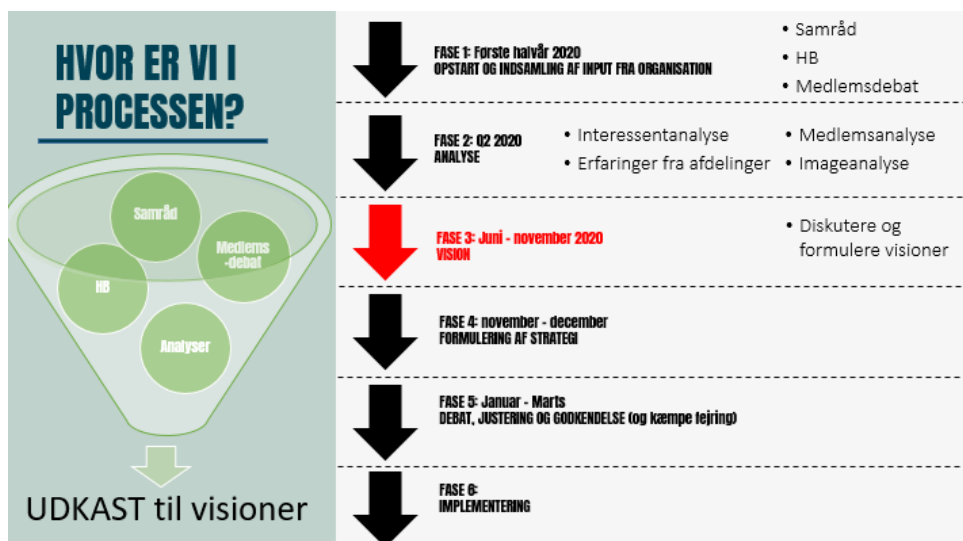 HVOR ER VI I
PROCESSEN?
Samråd
Medlems
-debat
HB
Analyser
UDKAST til visioner
FASE 1: Første halvår 2020
OPSTART OG INDSAMLING AF INPUT FRA ORGANISATION
• Samråd
• HB
• Medlemsdebat
FASE 2: Q2 2020
ANALYSE
• Interessentanalyse
• Erfaringer fra afdelinger
• Medlemsanalyse
• Imageanalyse
FASE 3: Juni - november 2020
VISION
• Diskutere og
formulere visioner
FASE 4: november - december
FORMULERING AF STRATEGI
FASE 5: Januar - Marts
DEBAT, JUSTERING OG GODKENDELSE (og kæmpe fejring)
FASE 6:
IMPLEMENTERING